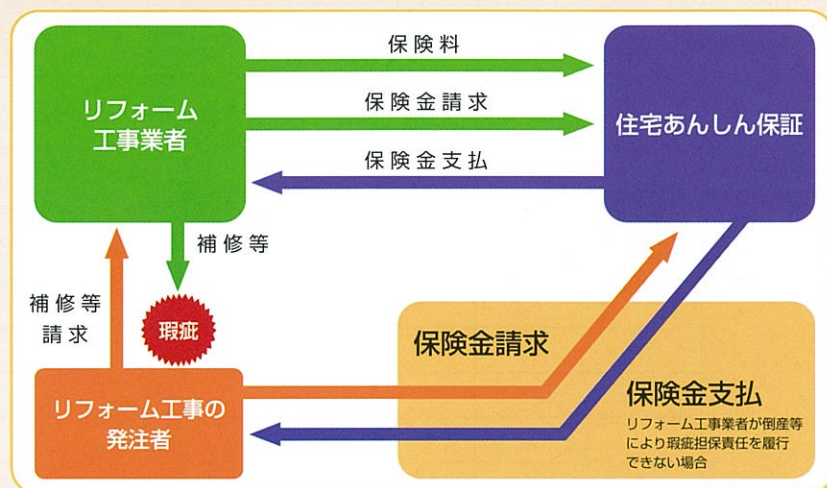 保険料
リフォーム
工事業者
保険金請求
住宅あんしん保証
保険金支払
補修等
補修等
請求
瑕疵
保険金請求
リフォーム工事の
発注者
保険金支払
リフォーム工事業者が倒産等
により瑕疵担保責任を履行
できない場合